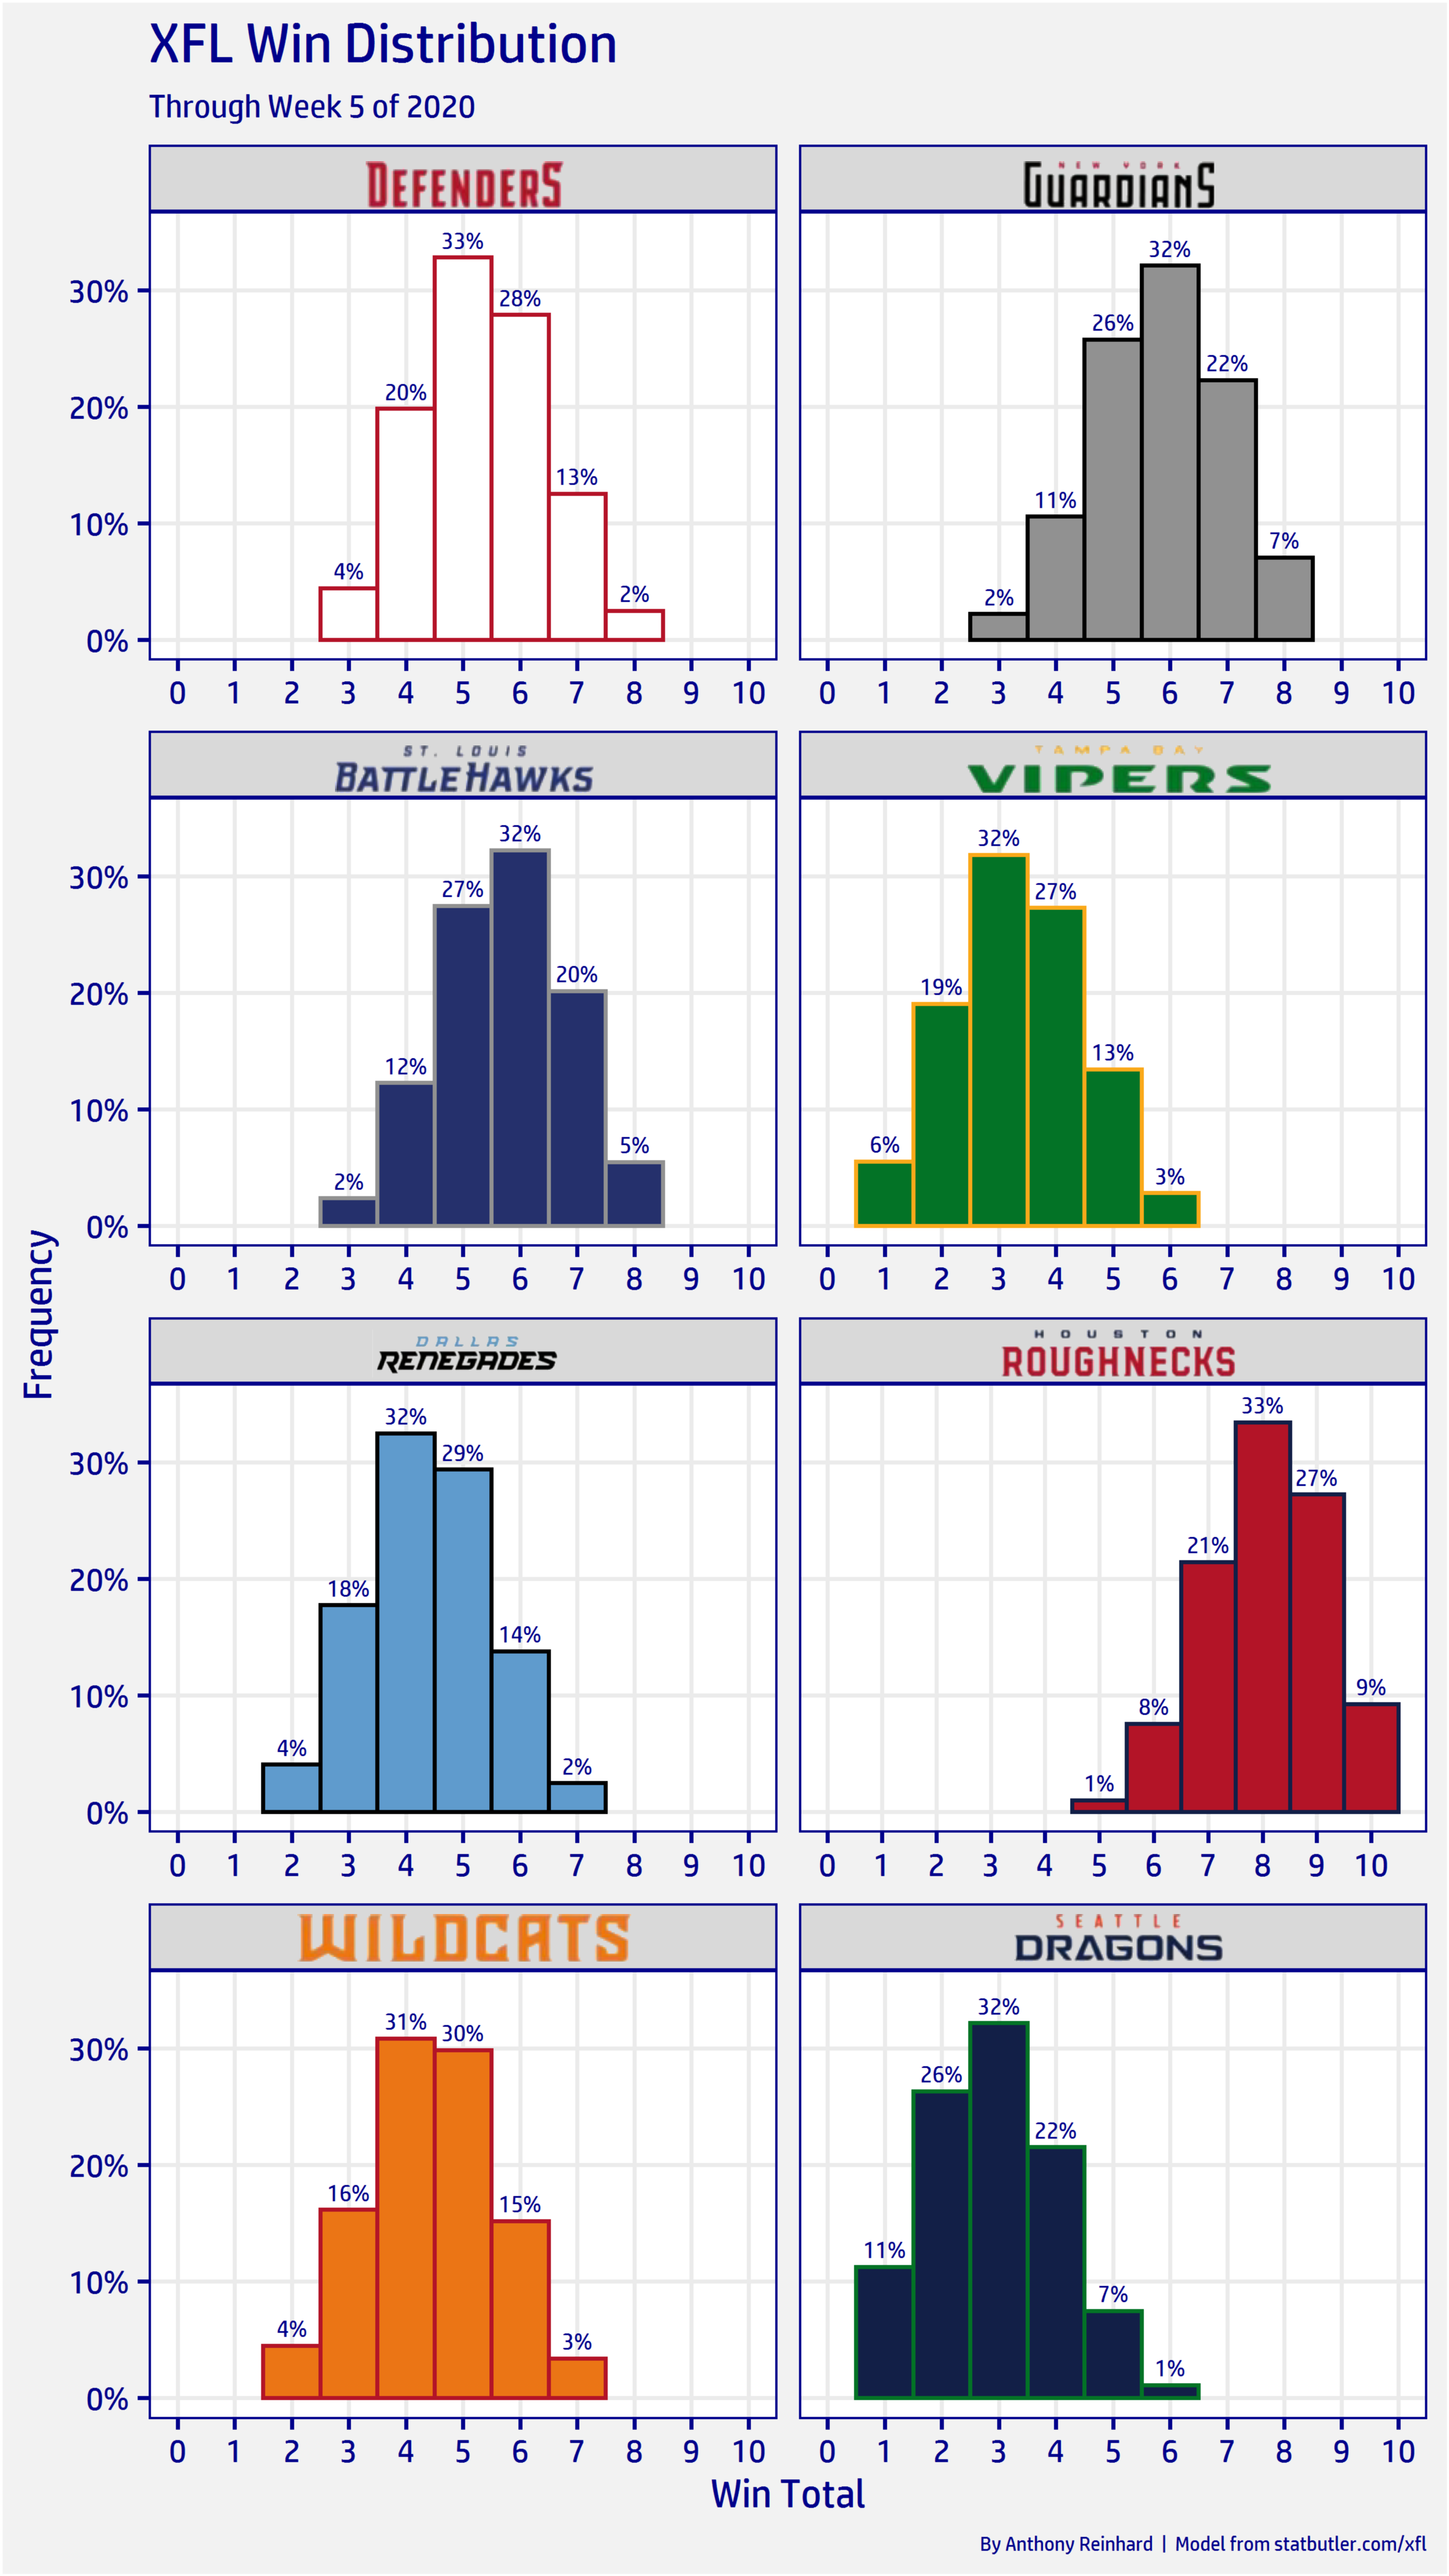 XFL Win Distribution
Through Week 5 of 2020
DEFENDERS
NEW YORK
GUARDIANS
33%
28%
20%
13%
4%
2%
30%
20%
10%
0%
0 1 2 3 4 5 6 7 8 9 10
32%
26%
22%
11%
7%
2%
0 1 2 3 4 5 6 7 8 9 10
ST. LOUIS
BATTLEHAWKS
TAMPA BAY
VIPERS
32%
27%
20%
12%
5%
2%
30%
20%
10%
0%
0 1 2 3 4 5 6 7 8 9 10
32%
27%
19%
13%
6%
3%
0 1 2 3 4 5 6 7 8 9 10
Frequency
DALLAS
RENEGADES
HOUSTON
ROUGHNECKS
32%
29%
18%
14%
4%
2%
30%
20%
10%
0%
0 1 2 3 4 5 6 7 8 9 10
33%
27%
21%
9%
8%
1%
0 1 2 3 4 5 6 7 8 9 10
WILDCATS
SEATTLE
DRAGONS
31%
30%
16%
15%
4%
3%
30%
20%
10%
0%
0 1 2 3 4 5 6 7 8 9 10
32%
26%
22%
11%
7%
1%
0 1 2 3 4 5 6 7 8 9 10
Win Total
By Anthony Reinhard | Model from statbutler.com/xfl